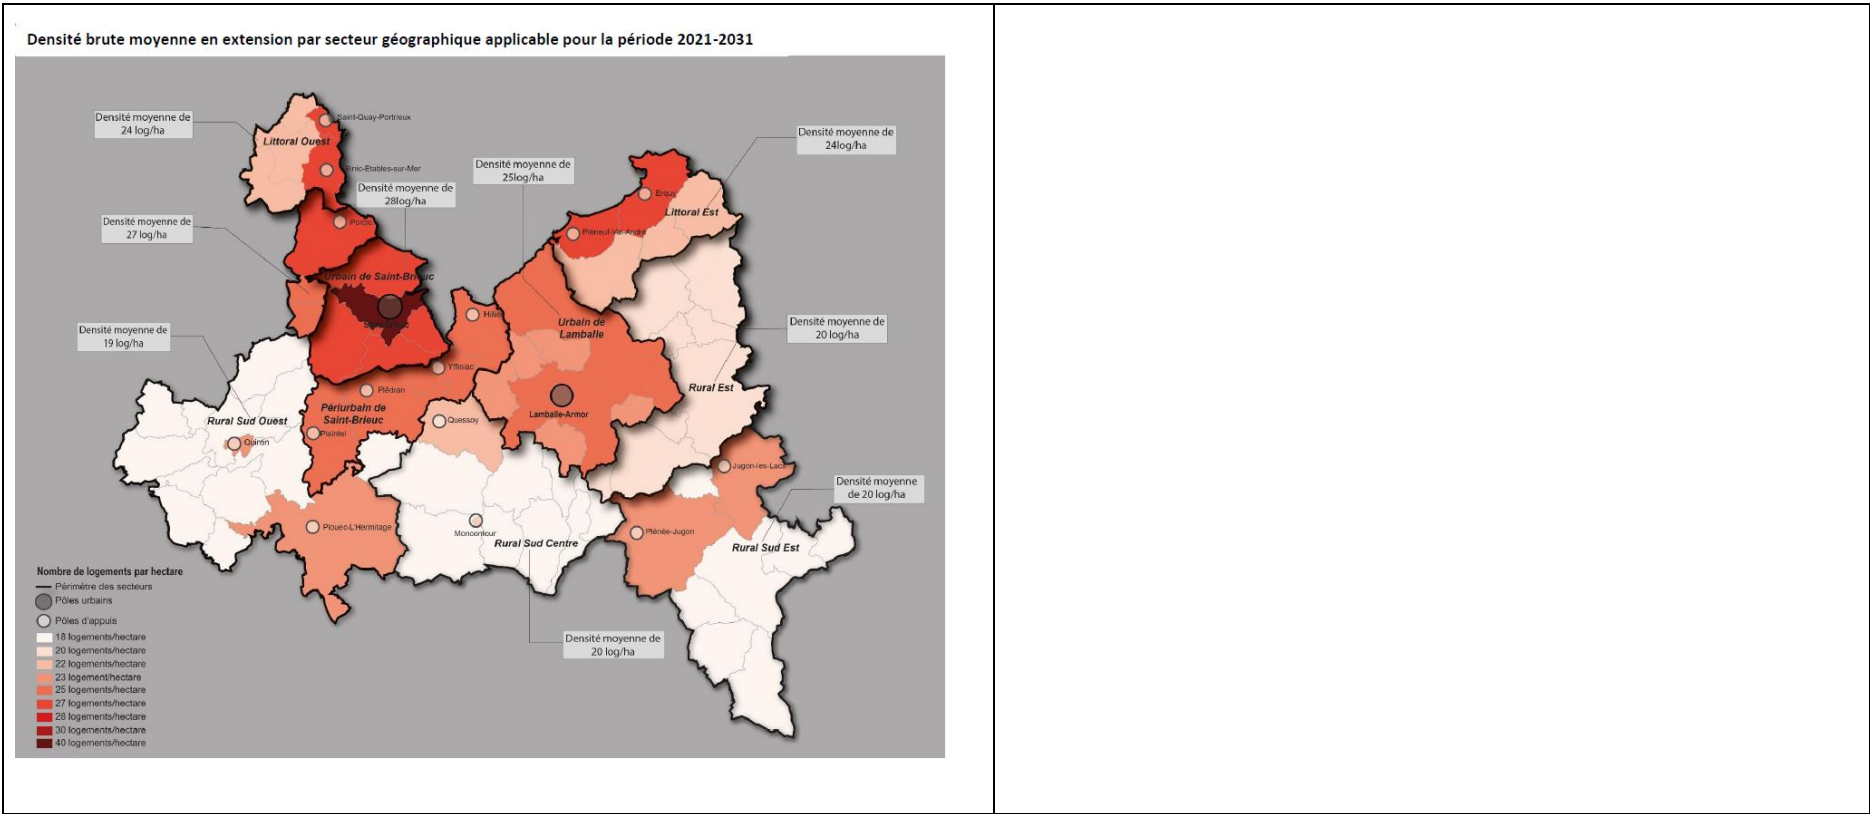 Densité brute moyenne en extension par secteur géographique applicable pour la période 2021-2031
Densité moyenne de
24 log/ha
Saint-Quay-Portrieux
Littoral Ouest
Binic-Etables-sur-Mer
Densité moyenne de
28log/ha
Densité moyenne de
25log/ha
Densité moyenne de
24log/ha
Erquy
Littoral Est
Pléneuf-Val-André
Densité moyenne de
27 log/ha
Pordic
Urbain de Saint-Brieuc
Hillion
Urbain de
Lamballe
Densité moyenne de
19 log/ha
Densité moyenne de
20 log/ha
Yffiniac
Plédran
Rural Est
Périurbain de
Saint-Brieuc
Lamballe-Armor
Rural Sud Ouest
Quessoy
Plaintel
Quintin
Jugon-les-Lacs
Densité moyenne
de 20 log/ha
Plouec-L'Hermitage
Moncontour
Rural Sud Centre
Plénée-Jugon
Rural Sud Est
Densité moyenne de
20 log/ha
Nombre de logements par hectare
Périmètre des secteurs
Pôles urbains
Pôles d'appuis
18 logements/hectare
20 logements/hectare
22 logements/hectare
23 logement/hectare
25 logements/hectare
27 logements/hectare
28 logements/hectare
30 logements/hectare
40 logements/hectare